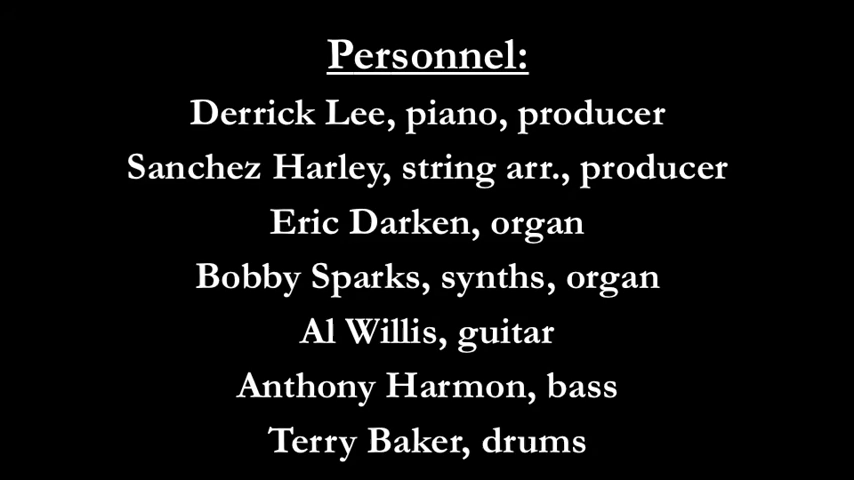 Personnel:
Derrick Lee, piano, producer
Sanchez Harley, string arr., producer
Eric Darken, organ
Bobby Sparks, synths, organ
Al Willis, guitar
Anthony Harmon, bass
Terry Baker, drums